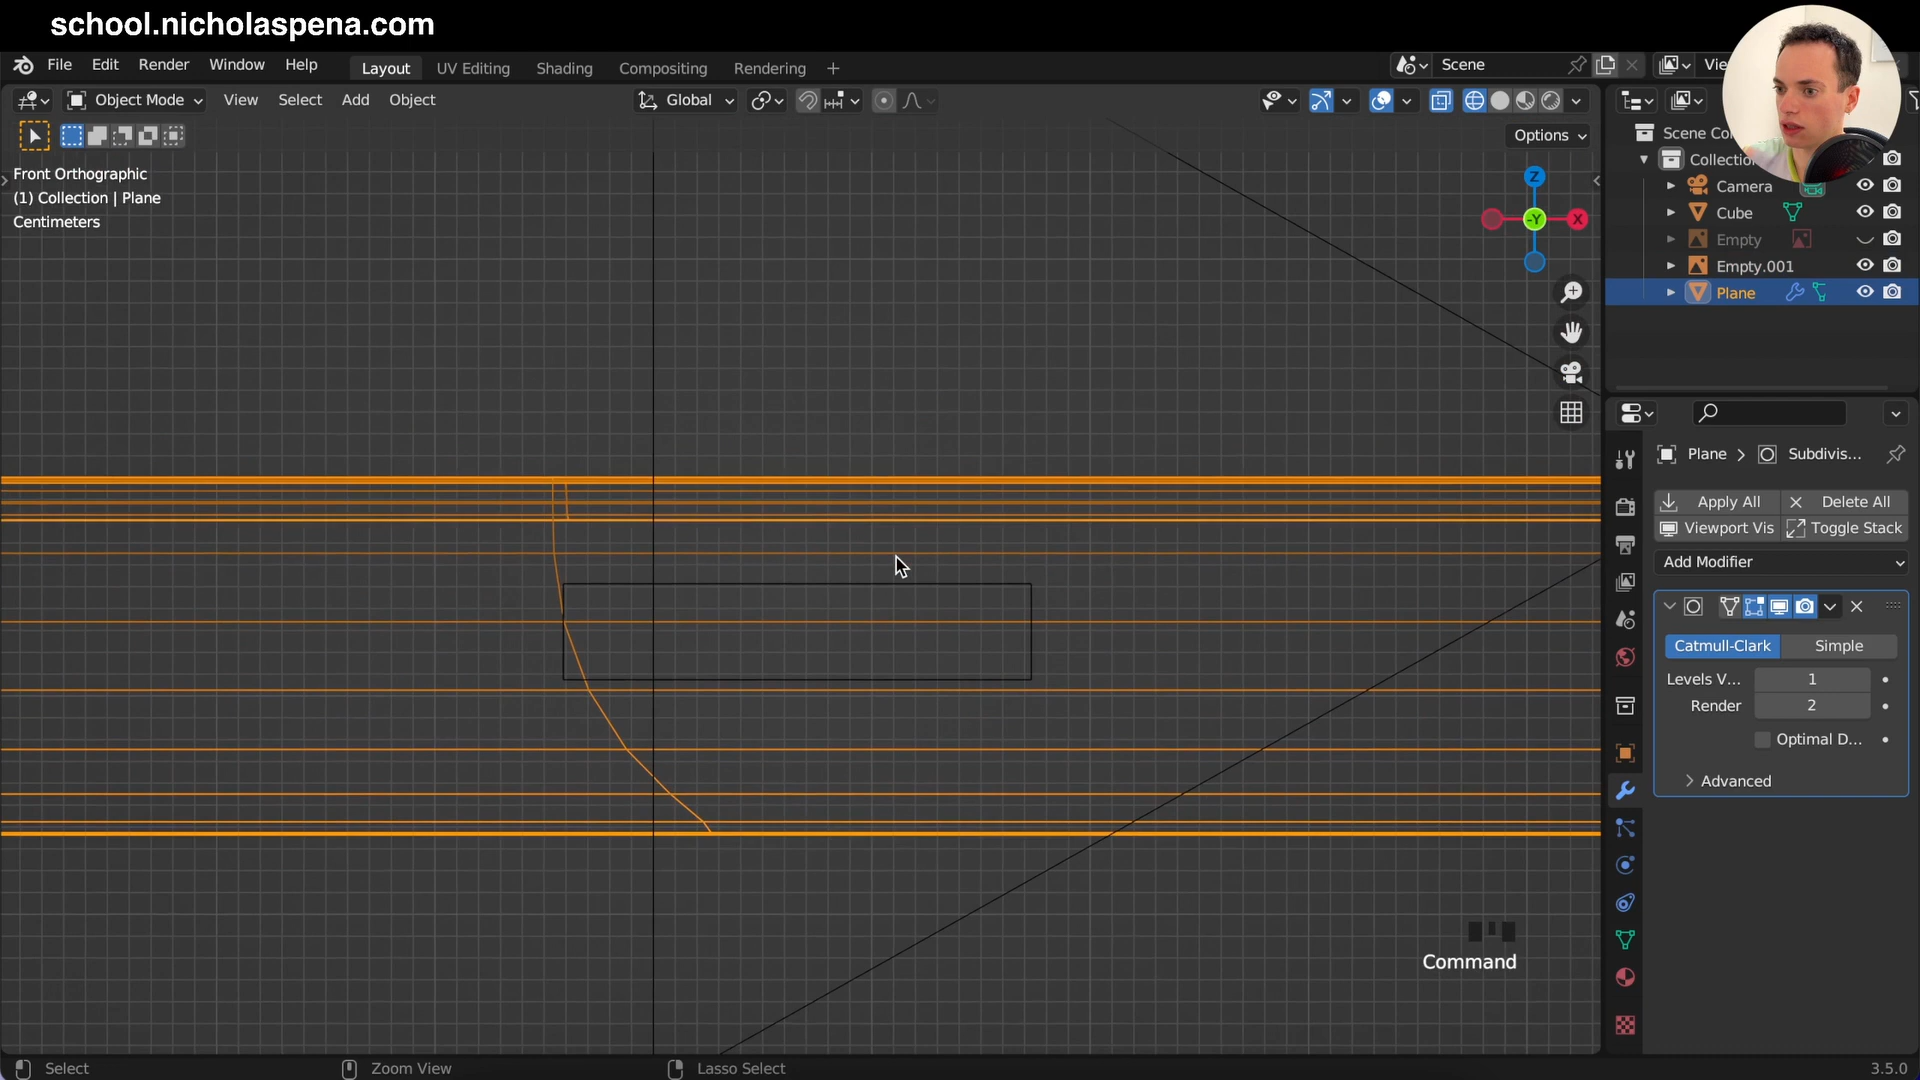 school.nicholaspena.com
File Edit Render Window Help Layout UV Editing Shading Compositing Rendering + Scene
Object Mode View Select Add Object Global
Options
Front Orthographic
(1) Collection | Plane
Centimeters
Z
-Y X
Collectio
Camera
Cube
Empty
Empty.001
Plane
Plane > Subdivis...
Apply All Delete All
Viewport Vis Toggle Stack
Add Modifier
Catmull-Clark Simple
Levels V... 1
Render 2
Optimal D...
Advanced
Command
Select Zoom View Lasso Select 3.5.0